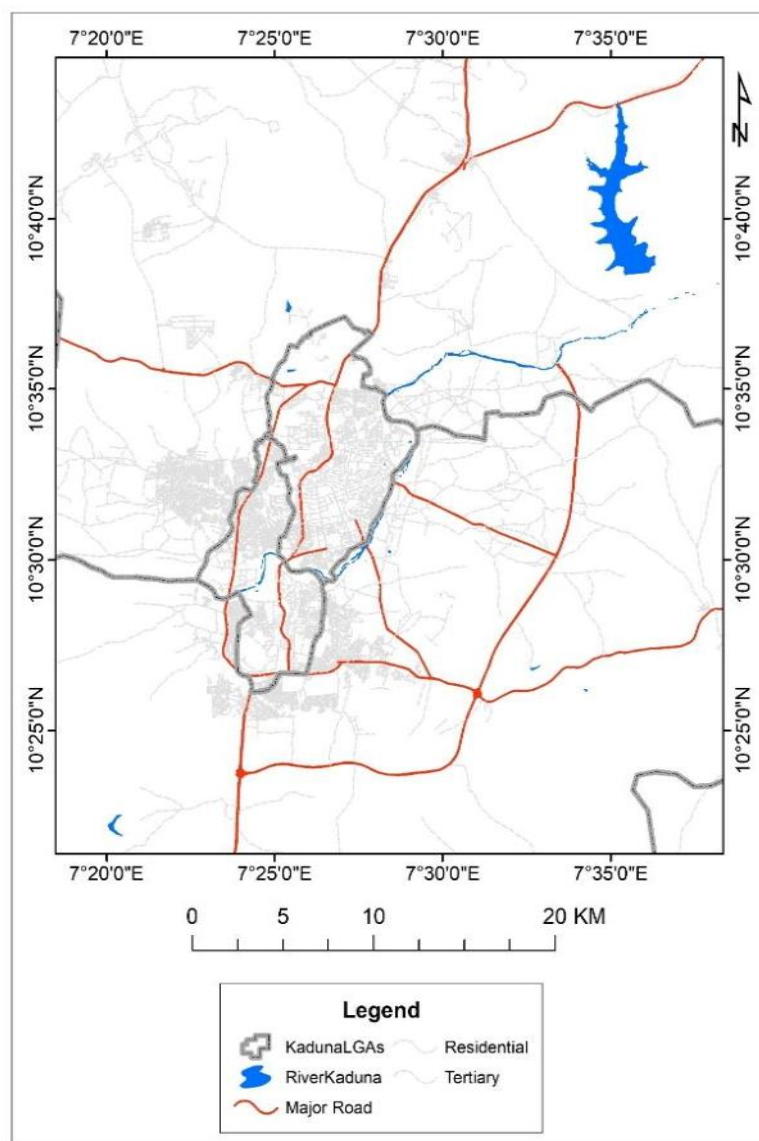 7°20'0"E 7°25'0"E 7°30'0"E 7°35'0"E
N
10°40'0"N 10°40'0"N
10°35'0"N 10°35'0"N
10°30'0"N 10°30'0"N
10°25'0"N 10°25'0"N
7°20'0"E 7°25'0"E 7°30'0"E 7°35'0"E
0 5 10 20 KM
Legend
KadunaLGAs Residential
RiverKaduna Tertiary
Major Road